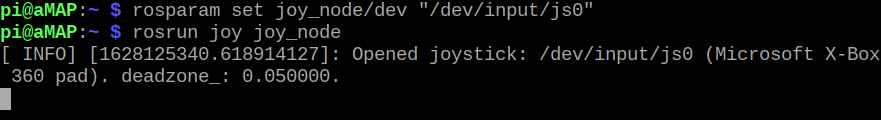 pi@aMAP:~ $ rosparam set joy_node/dev "/dev/input/js0"
pi@aMAP:~ $ rosrun joy joy_node
[ INFO] [1628125340.618914127]: Opened joystick: /dev/input/js0 (Microsoft X-Box
 360 pad). deadzone_: 0.050000.